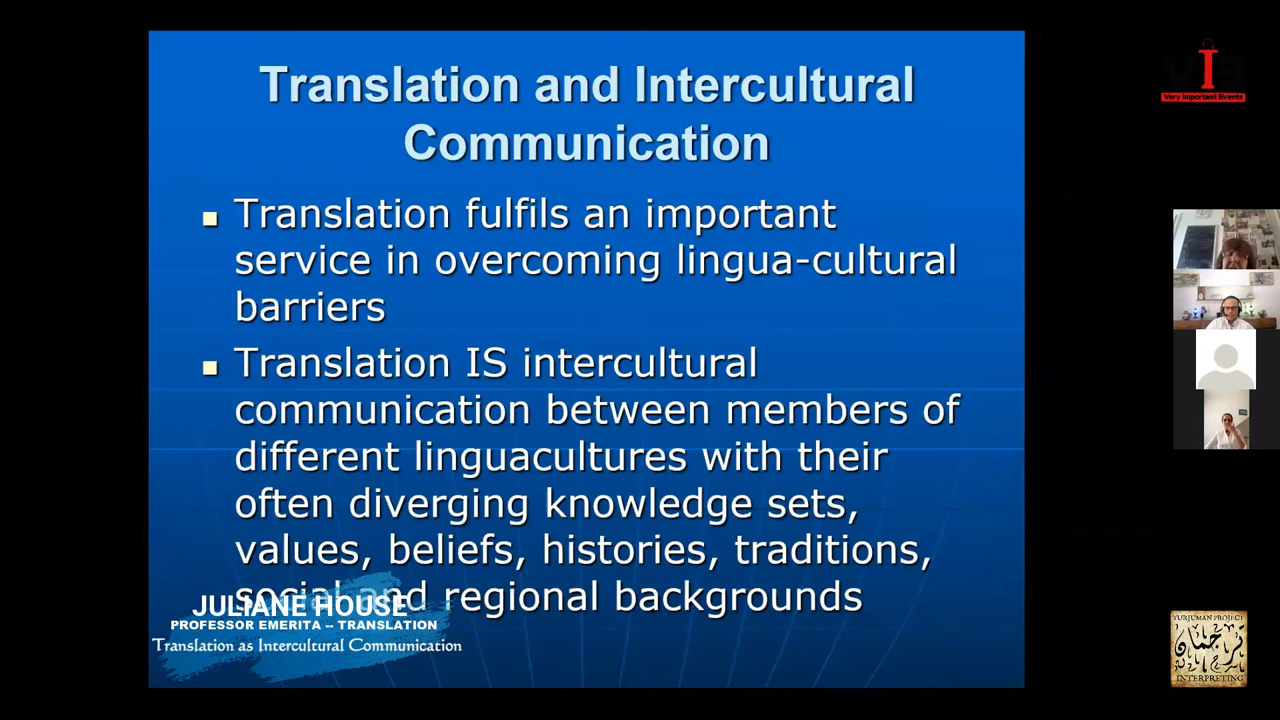 Translation and Intercultural
Communication
Translation fulfils an important
service in overcoming lingua-cultural
barriers
Translation IS intercultural
communication between members of
different linguacultures with their
often diverging knowledge sets,
values, beliefs, histories, traditions,
social and regional backgrounds
JULIANE HOUSE
PROFESSOR EMERITA -- TRANSLATION
Translation as Intercultural Communication
Very Important Events
TURJUMAN PROJECT
ترجمان
INTERPRETING